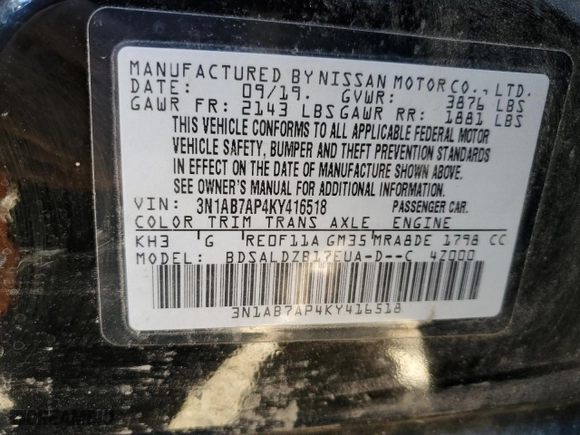 MANUFACTURED BY NISSAN MOTOR CO., LTD.
DATE: 09/19. GVWR: 3876 LBS
GAWR FR: 2143 LBS GAWR RR: 1881 LBS
THIS VEHICLE CONFORMS TO ALL APPLICABLE FEDERAL MOTOR
VEHICLE SAFETY, BUMPER AND THEFT PREVENTION STANDARDS
IN EFFECT ON THE DATE OF MANUFACTURE SHOWN ABOVE.
SEE OWNER'S MANUAL FOR ADDITIONAL INFORMATION.
VIN: 3N1AB7AP4KY416518 PASSENGER CAR.
COLOR TRIM TRANS AXLE ENGINE
KH3 G RE0F11A GM35 MRA8DE 1798 CC
MODEL: BDSALDZB17EUA-D--C 4Z000
3N1AB7AP4KY416518